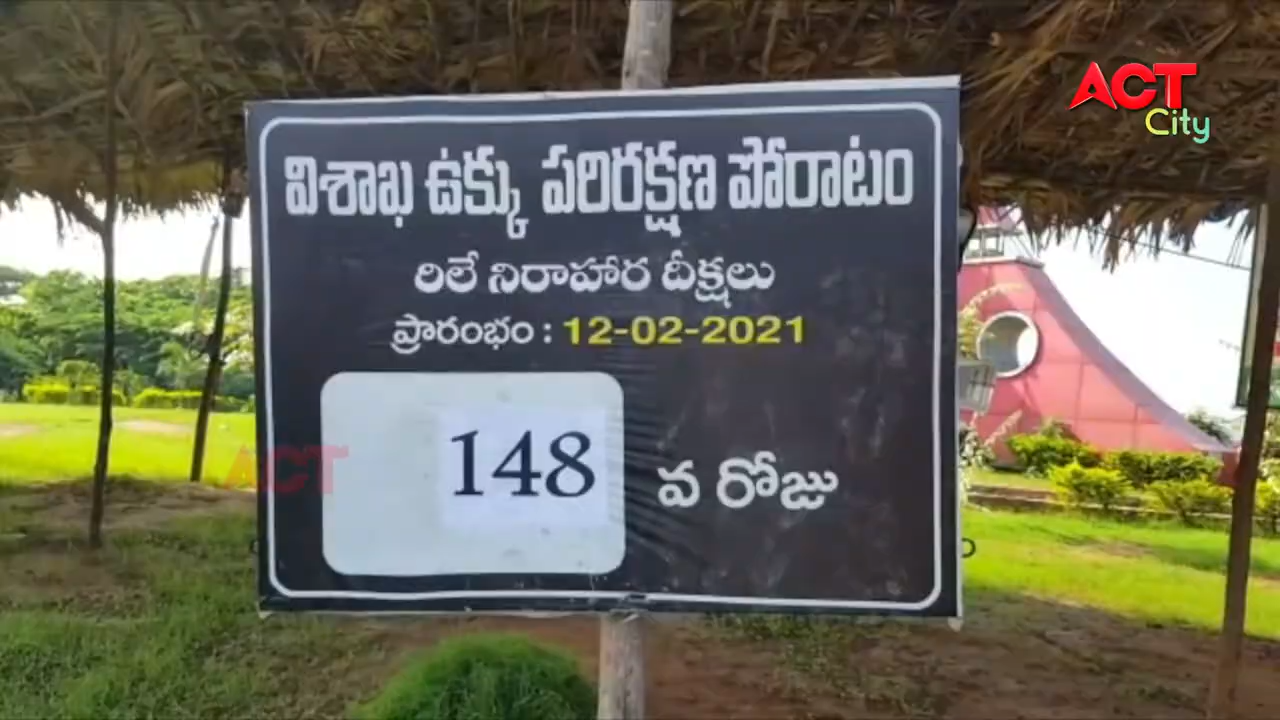 ACT
City
విశాఖ ఉక్కు పరిరక్షణ పోరాటం
రిలే నిరాహార దీక్షలు
ప్రారంభం : 12-02-2021
148 వ రోజు
ACT